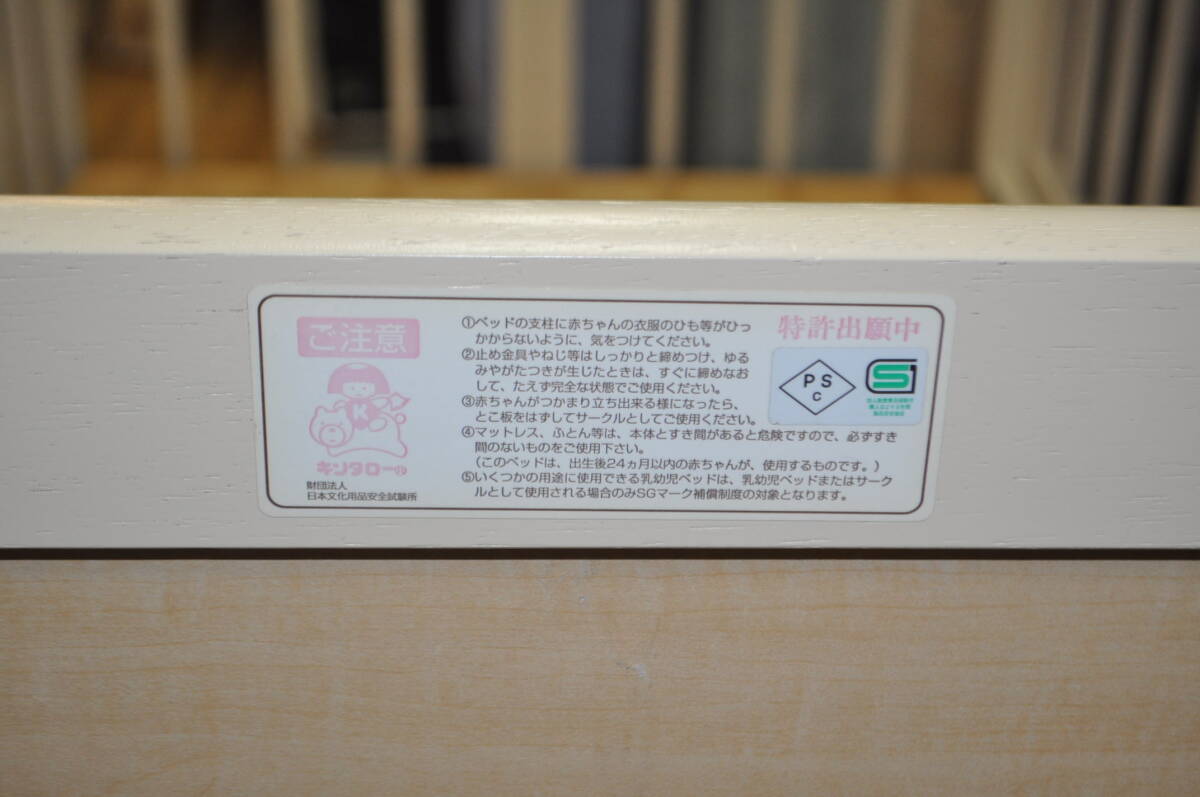 ご注意
K
キンタロー
財団法人
日本文化用品安全試験所
①ベッドの支柱に赤ちゃんの衣服のひも等がひっ
かからないように、気をつけてください。
②止め金具やねじ等はしっかりと締めつけ、ゆる
みやがたつきが生じたときは、すぐに締めなお
して、たえず完全な状態でご使用ください。
③赤ちゃんがつかまり立ち出来る様になったら、
とこ板をはずしてサークルとしてご使用ください。
④マットレス、ふとん等は、本体とすき間があると危険ですので、必ずすき
間のないものをご使用下さい。
(このベッドは、出生後24ヵ月以内の赤ちゃんが、使用するものです。)
⑤いくつかの用途に使用できる乳幼児ベッドは、乳幼児ベッドまたはサーク
ルとして使用される場合のみSGマーク補償制度の対象となります。
特許出願中
PS
C